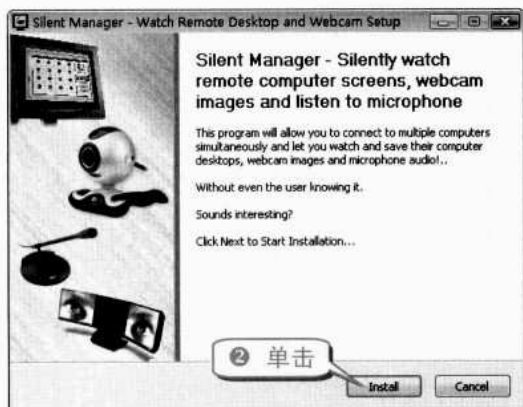 Silent Manager - Watch Remote Desktop and Webcam Setup
Silent Manager - Silently watch
remote computer screens, webcam
images and listen to microphone
This program will allow you to connect to multiple computers
simultaneously and let you watch and save their computer
desktops, webcam images and microphone audio!..
Without even the user knowing it.
Sounds interesting?
Click Next to Start Installation...
❷ 单击
Install
Cancel